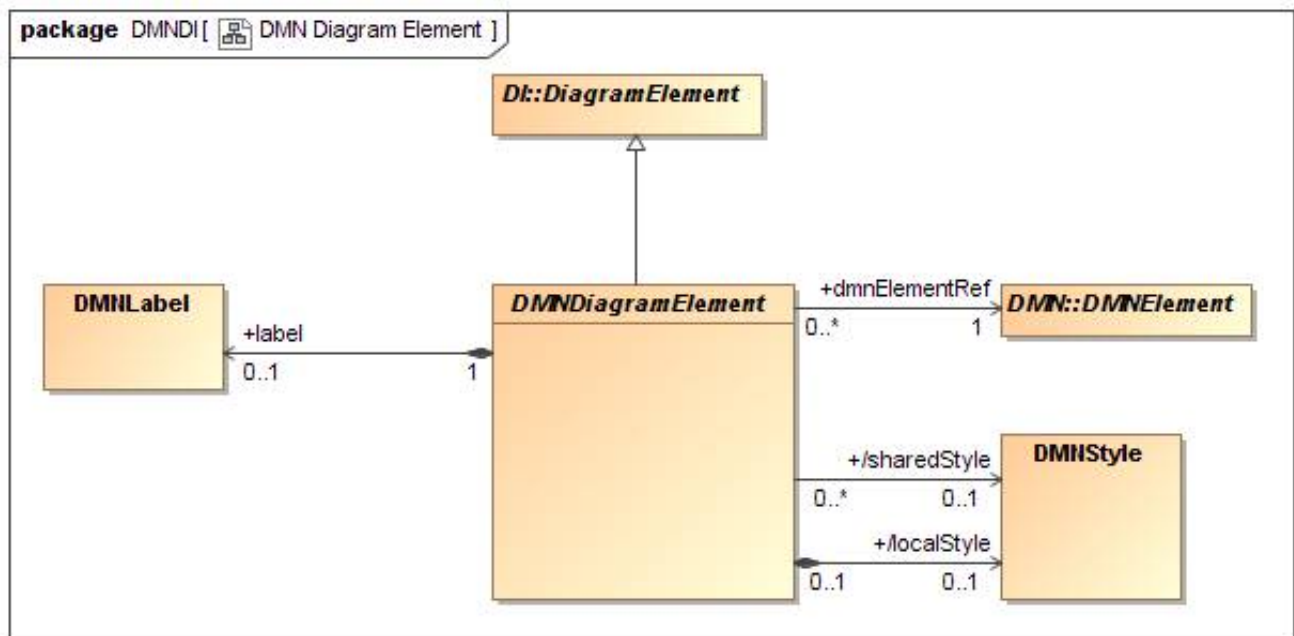 package DMNDI [ DMN Diagram Element ]
DI::DiagramElement
DMNLabel
DMNDiagramElement
+dmnElementRef
DMN::DMNElement
0..*
1
+label
0..1
1
+/sharedStyle
DMNStyle
0..*
0..1
+/localStyle
0..1
0..1